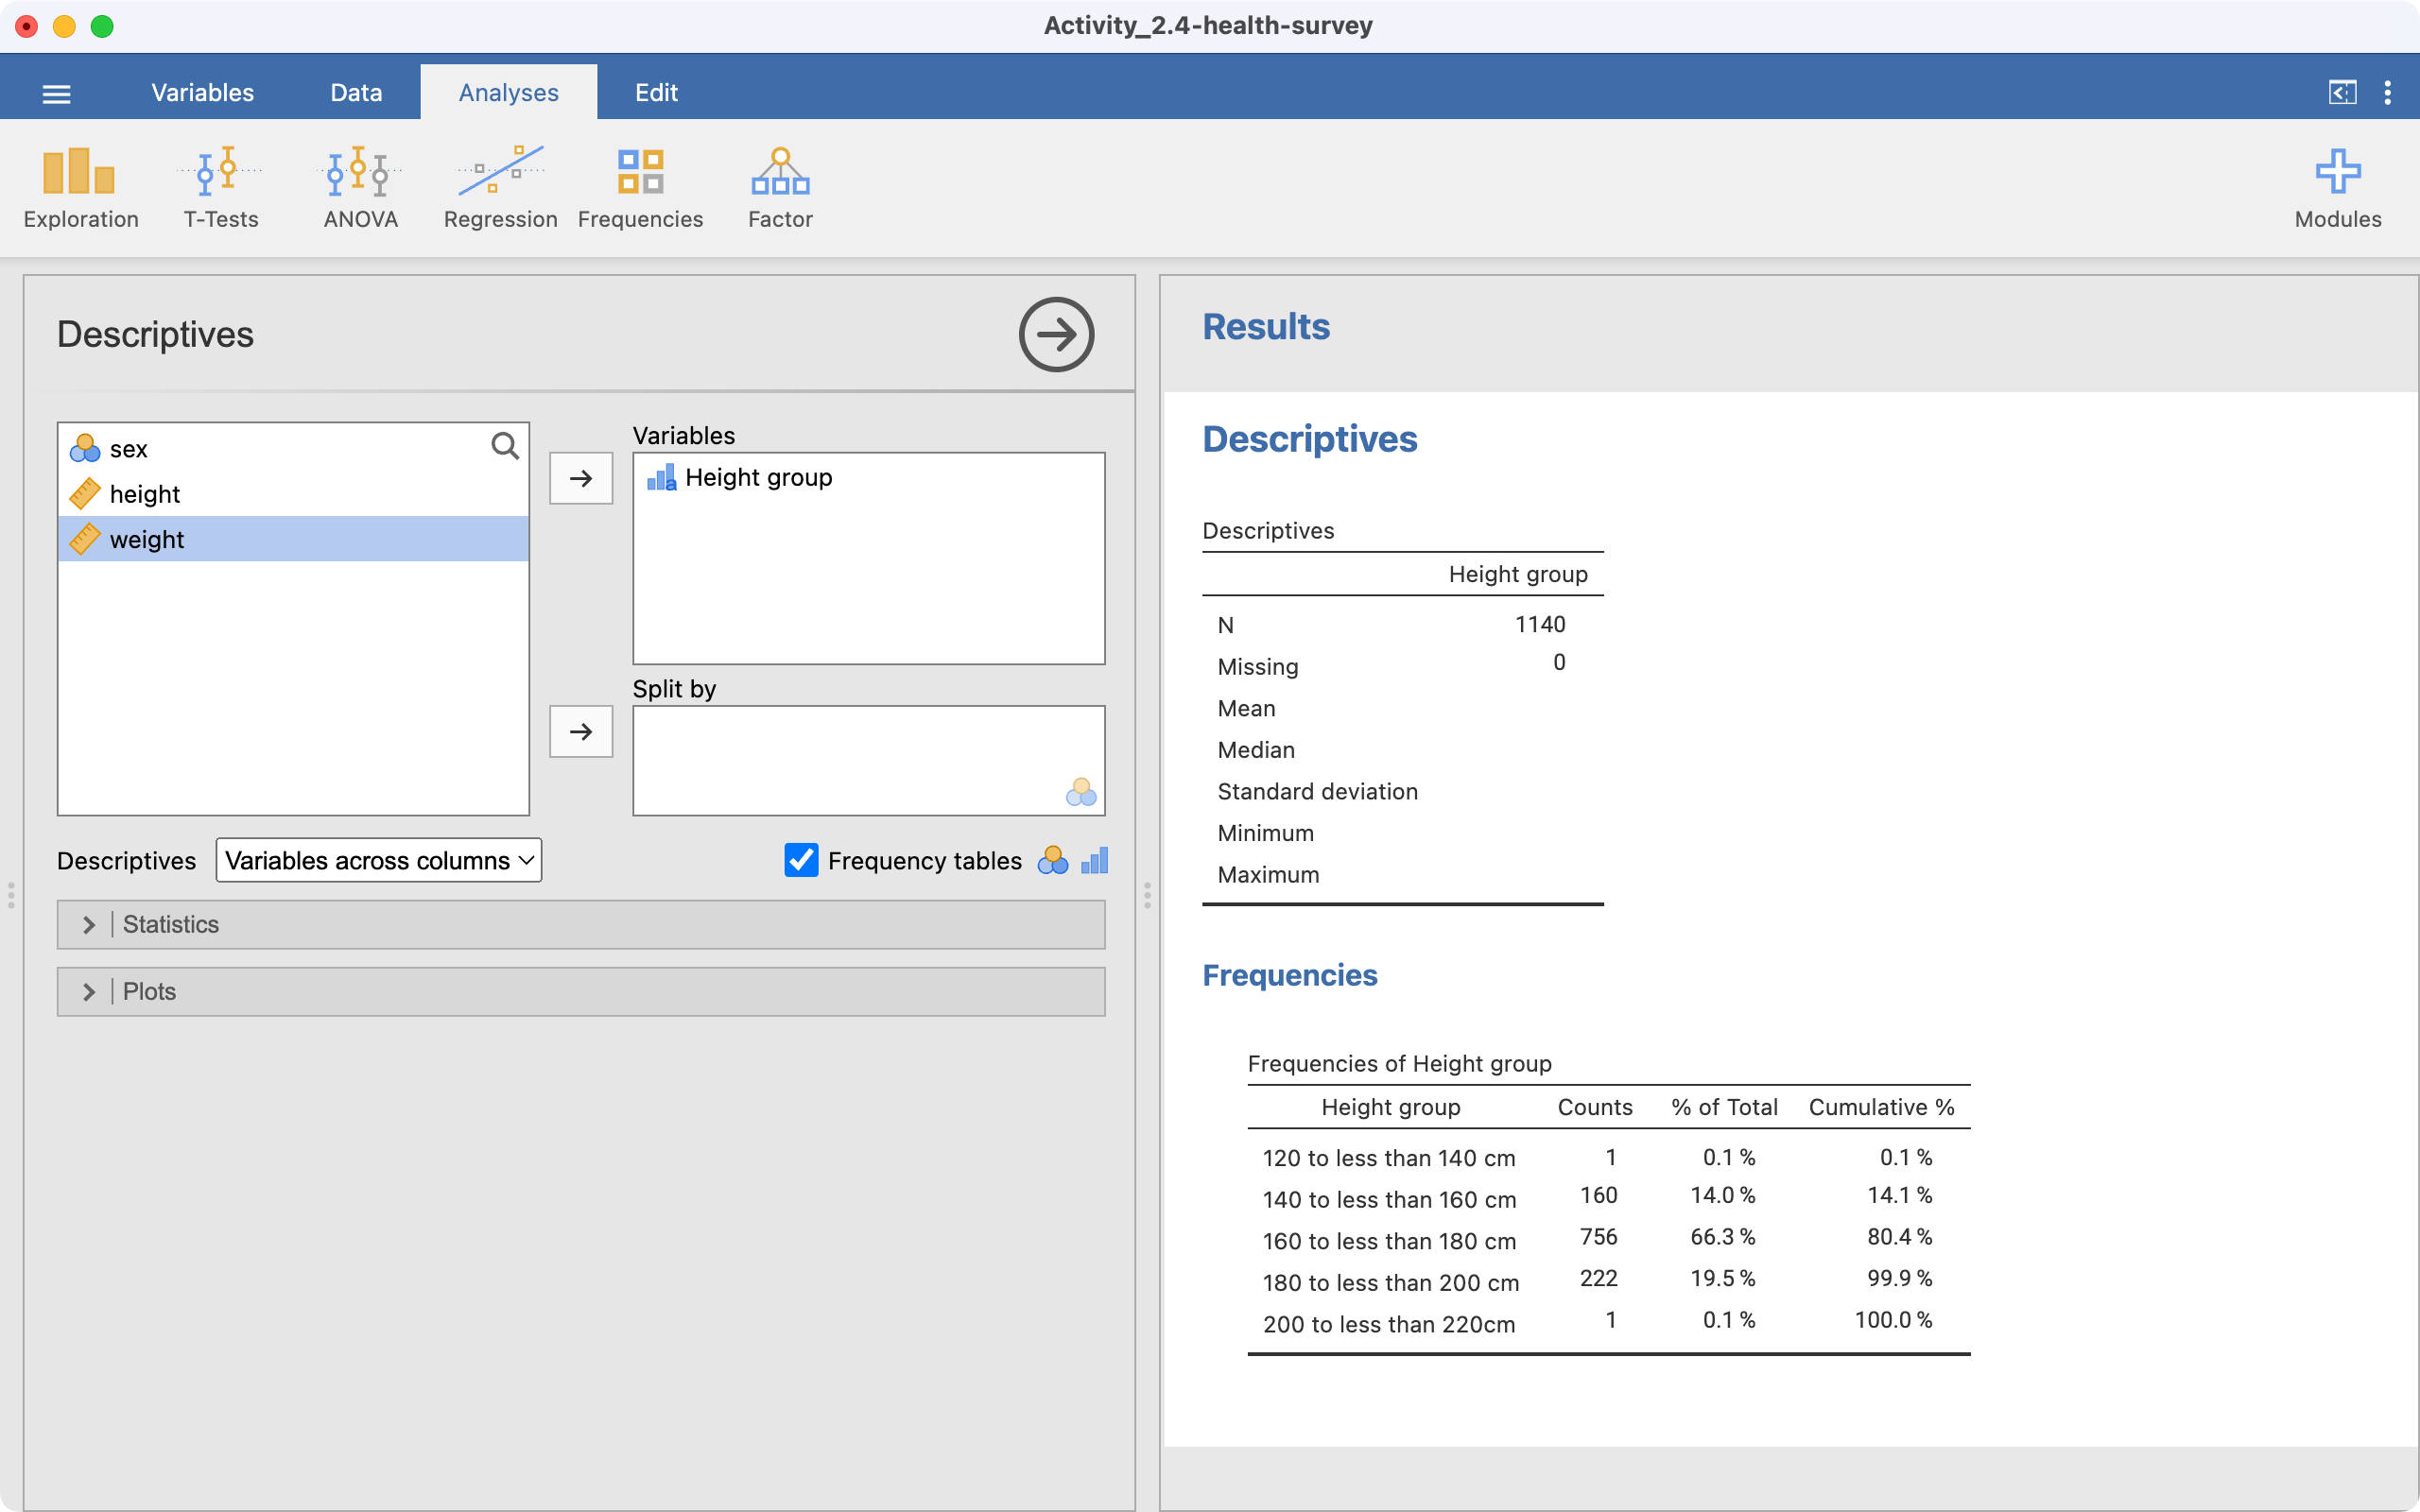 Activity_2.4-health-survey
Variables Data Analyses Edit
Exploration T-Tests ANOVA Regression Frequencies Factor Modules
Descriptives
sex
height
weight
Variables
Height group
Split by
Descriptives Variables across columns Frequency tables
Statistics
Plots
Results
Descriptives
Descriptives
Height group
N 1140
Missing 0
Mean
Median
Standard deviation
Minimum
Maximum
Frequencies
Frequencies of Height group
Height group Counts % of Total Cumulative %
120 to less than 140 cm 1 0.1 % 0.1 %
140 to less than 160 cm 160 14.0 % 14.1 %
160 to less than 180 cm 756 66.3 % 80.4 %
180 to less than 200 cm 222 19.5 % 99.9 %
200 to less than 220cm 1 0.1 % 100.0 %